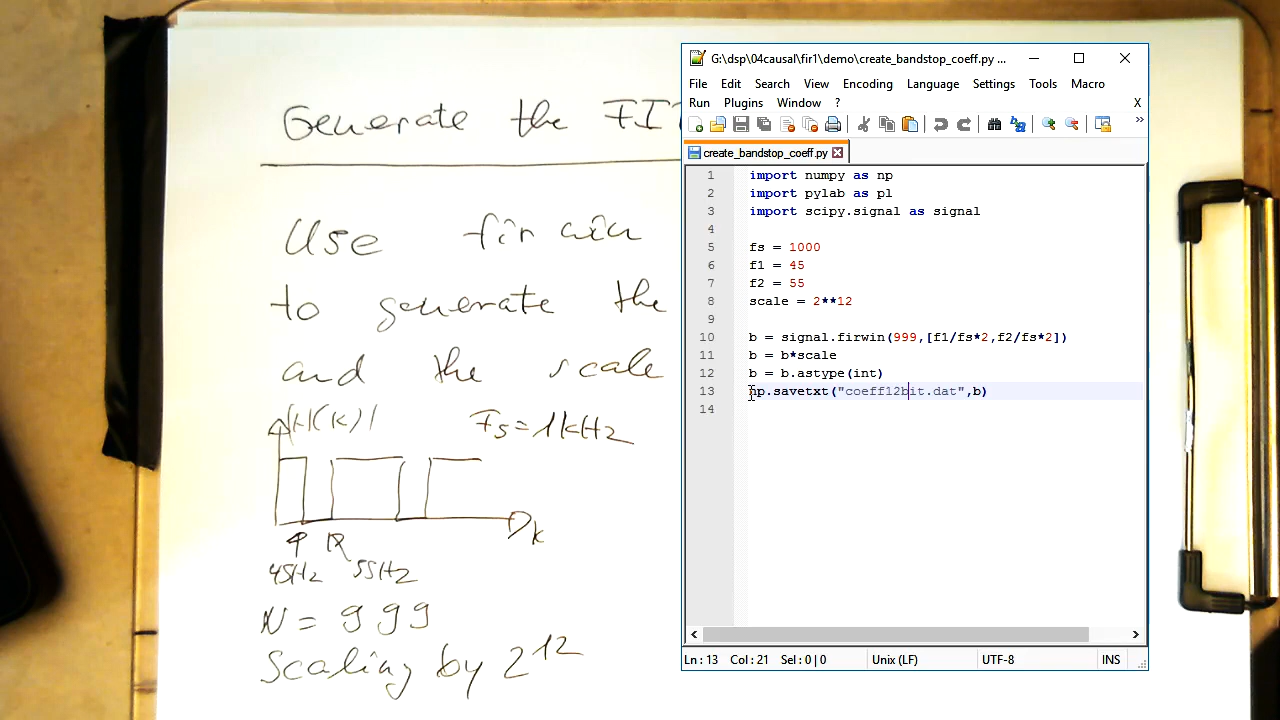 Generate the FI
Use firwin
to generate the
and the scale
|H(k)| Fs=1kHz
k
45Hz 55Hz
N = 999
Scaling by 2^12
G:\dsp\04causal\fir1\demo\create_bandstop_coeff.py ...
File Edit Search View Encoding Language Settings Tools Macro
Run Plugins Window ? X
create_bandstop_coeff.py
1 import numpy as np
2 import pylab as pl
3 import scipy.signal as signal
4
5 fs = 1000
6 f1 = 45
7 f2 = 55
8 scale = 2**12
9
10 b = signal.firwin(999,[f1/fs*2,f2/fs*2])
11 b = b*scale
12 b = b.astype(int)
13 np.savetxt("coeff12bit.dat",b)
14
Ln : 13 Col : 21 Sel : 0 | 0 Unix (LF) UTF-8 INS